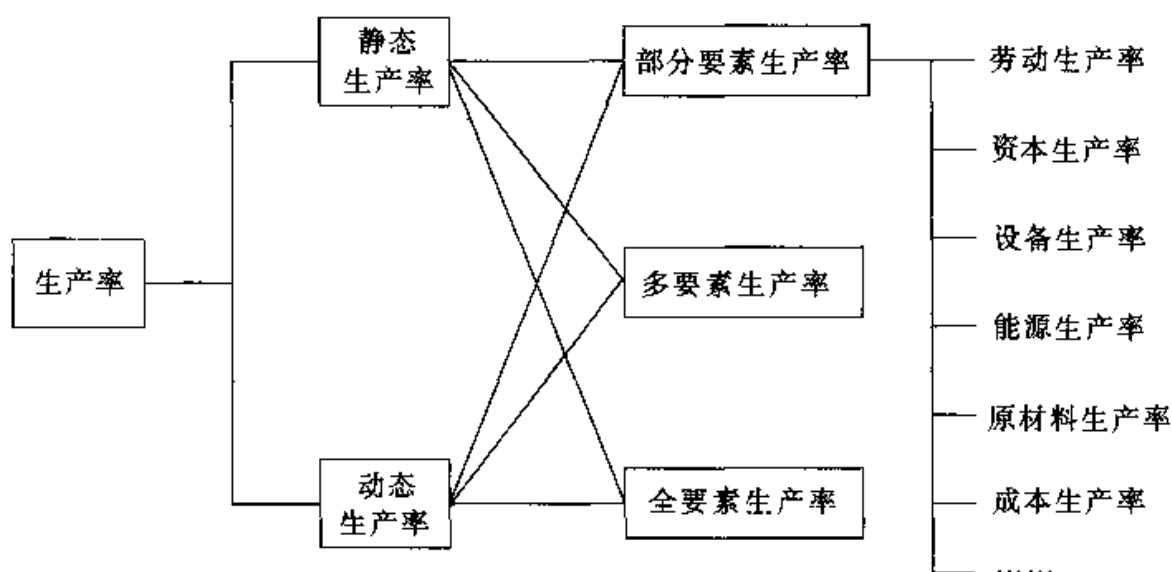 静态
生产率
部分要素生产率
劳动生产率
资本生产率
设备生产率
生产率
多要素生产率
能源生产率
原材料生产率
动态
生产率
全要素生产率
成本生产率